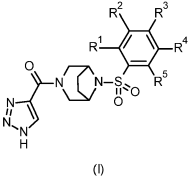 R² R³
R¹ R⁴
O
N N S R⁵
N O O
N
N
H
(I)